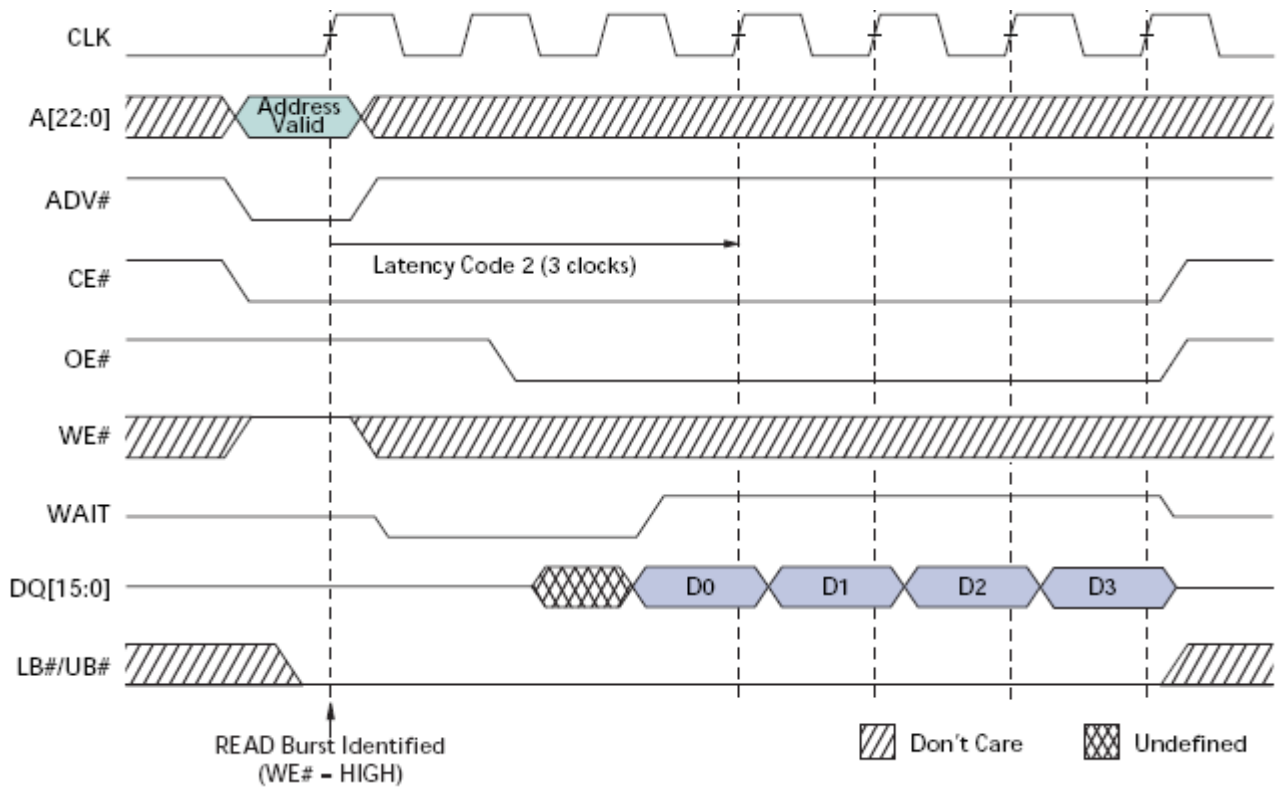 CLK
A[22:0]
Address
Valid
ADV#
Latency Code 2 (3 clocks)
CE#
OE#
WE#
WAIT
DQ[15:0]
D0
D1
D2
D3
LB#/UB#
READ Burst Identified
(WE# = HIGH)
Don't Care
Undefined